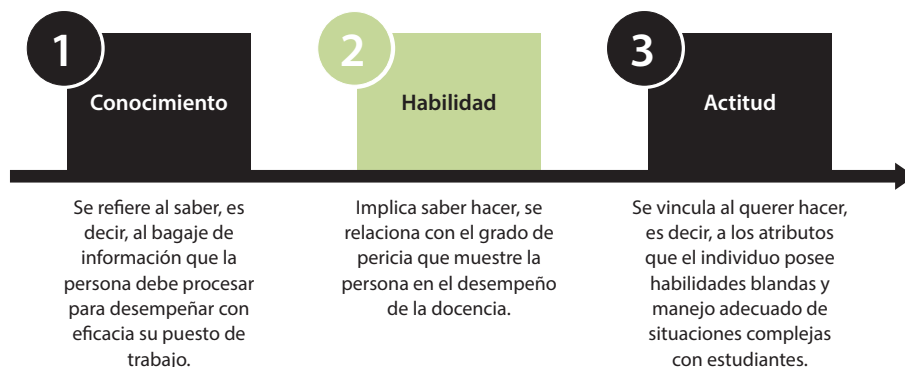 1
Conocimiento
Se refiere al saber, es
decir, al bagaje de
información que la
persona debe procesar
para desempeñar con
eficacia su puesto de
trabajo.
2
Habilidad
Implica saber hacer, se
relaciona con el grado de
pericia que muestre la
persona en el desempeño
de la docencia.
3
Actitud
Se vincula al querer hacer,
es decir, a los atributos
que el individuo posee
habilidades blandas y
manejo adecuado de
situaciones complejas
con estudiantes.